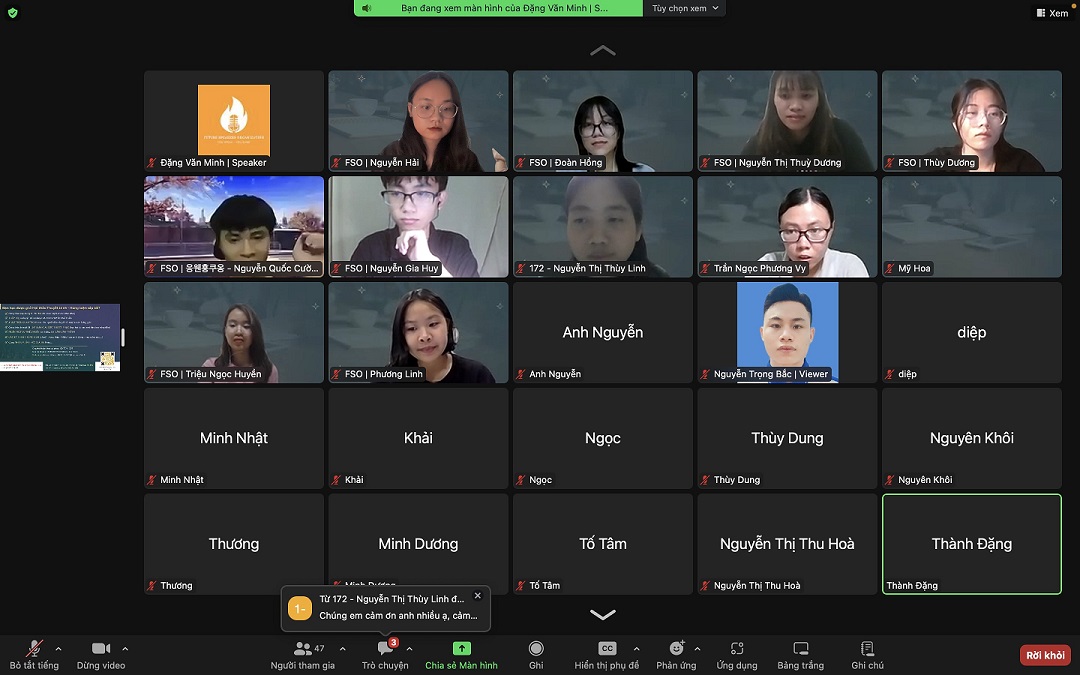 Bạn đang xem màn hình của Đặng Văn Minh | S...
Tùy chọn xem
Xem
Đặng Văn Minh | Speaker
FSO | Nguyễn Hải
FSO | Đoàn Hồng
FSO | Nguyễn Thị Thuỳ Dương
FSO | Thùy Dương
FSO | 응웬흥쿠옹 - Nguyễn Quốc Cườ...
FSO | Nguyễn Gia Huy
172 - Nguyễn Thị Thùy Linh
Trần Ngọc Phương Vy
Mỹ Hoa
FSO | Triệu Ngọc Huyền
FSO | Phương Linh
Anh Nguyễn
Anh Nguyễn
Nguyễn Trọng Bắc | Viewer
diệp
diệp
Minh Nhật
Minh Nhật
Khải
Khải
Ngọc
Ngọc
Thùy Dung
Thùy Dung
Nguyên Khôi
Nguyên Khôi
Thương
Thương
Minh Dương
Minh Dương
Tố Tâm
Tố Tâm
Nguyễn Thị Thu Hoà
Nguyễn Thị Thu Hoà
Thành Đặng
Thành Đặng
1-
Từ 172 - Nguyễn Thị Thùy Linh đ...
Chúng em cảm ơn anh nhiều ạ, cảm...
Bỏ tắt tiếng
Dừng video
47
Người tham gia
3
Trò chuyện
Chia sẻ Màn hình
Ghi
CC
Hiển thị phụ đề
Phản ứng
Ứng dụng
Bảng trắng
Ghi chú
Rời khỏi